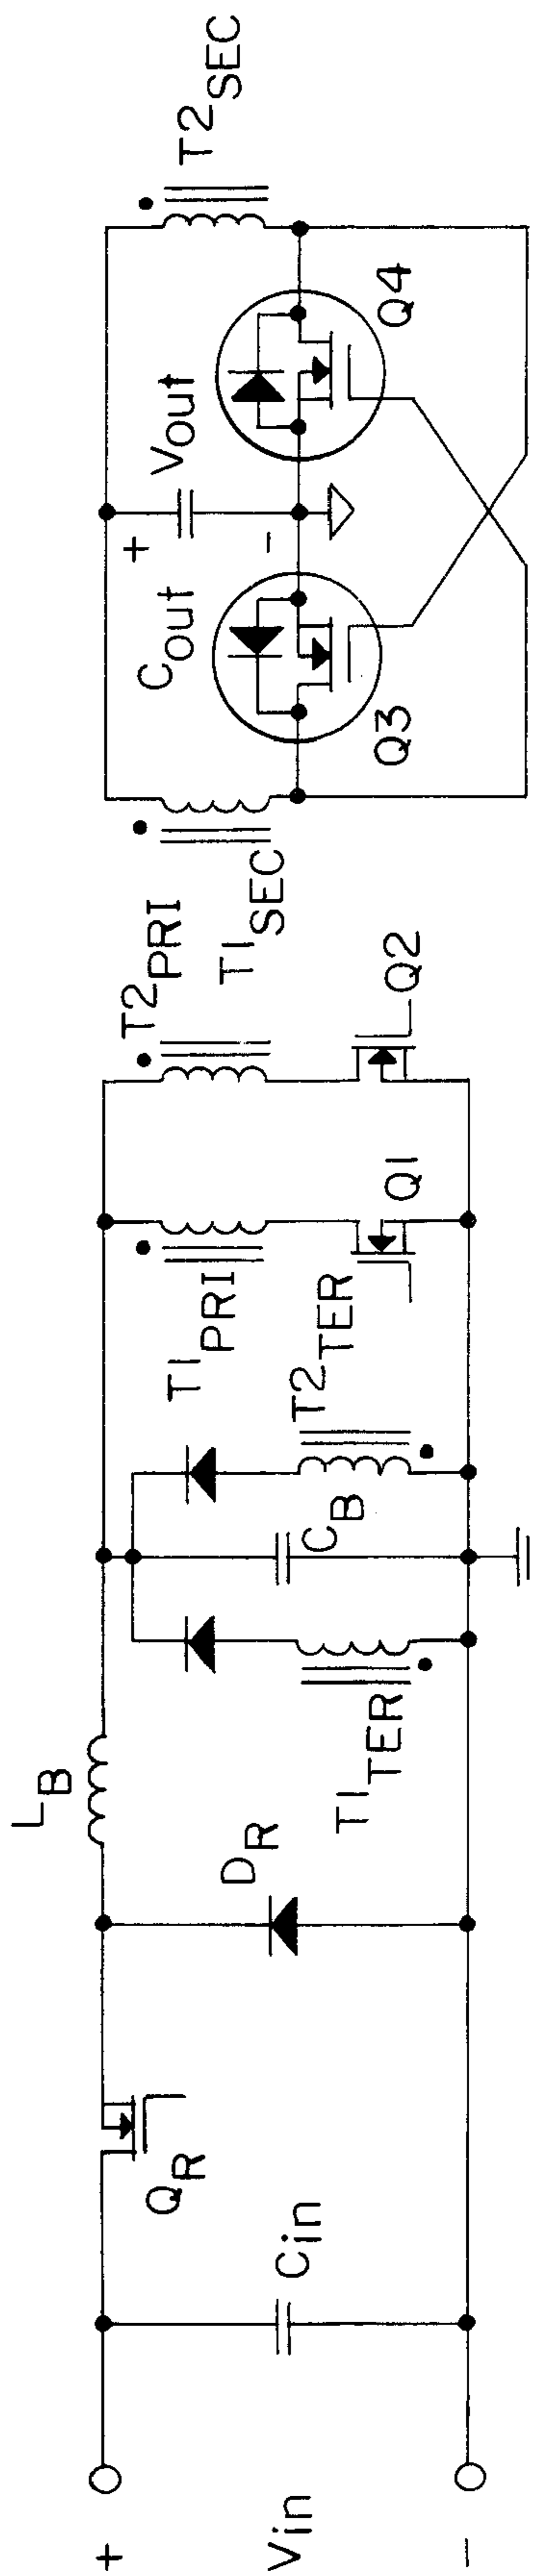 +
Vin
-
Cin
QR
DR
LB
T1TER
CB
T2TER
T1PRI
Q1
T2PRI
Q2
T1SEC
Q3
Cout
+
-
Vout
Q4
T2SEC